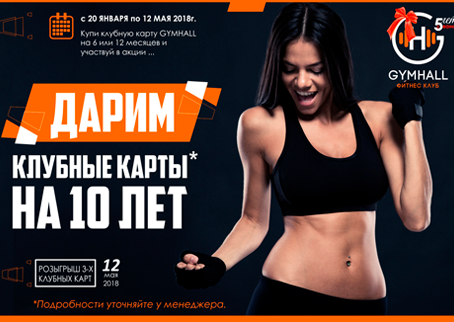 с 20 ЯНВАРЯ по 12 МАЯ 2018г.
Купи клубную карту GYMHALL
на 6 или 12 месяцев и
участвуй в акции ...
5 лет
GYMHALL
ФИТНЕС КЛУБ
ДАРИМ
КЛУБНЫЕ КАРТЫ*
НА 10 ЛЕТ
РОЗЫГРЫШ 3-Х
КЛУБНЫХ КАРТ
12
мая
2018
*Подробности уточняйте у менеджера.